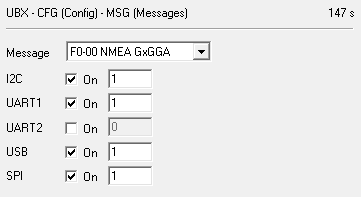 UBX - CFG (Config) - MSG (Messages) 147 s
Message F0-00 NMEA GxGGA
I2C On 1
UART1 On 1
UART2 On 0
USB On 1
SPI On 1